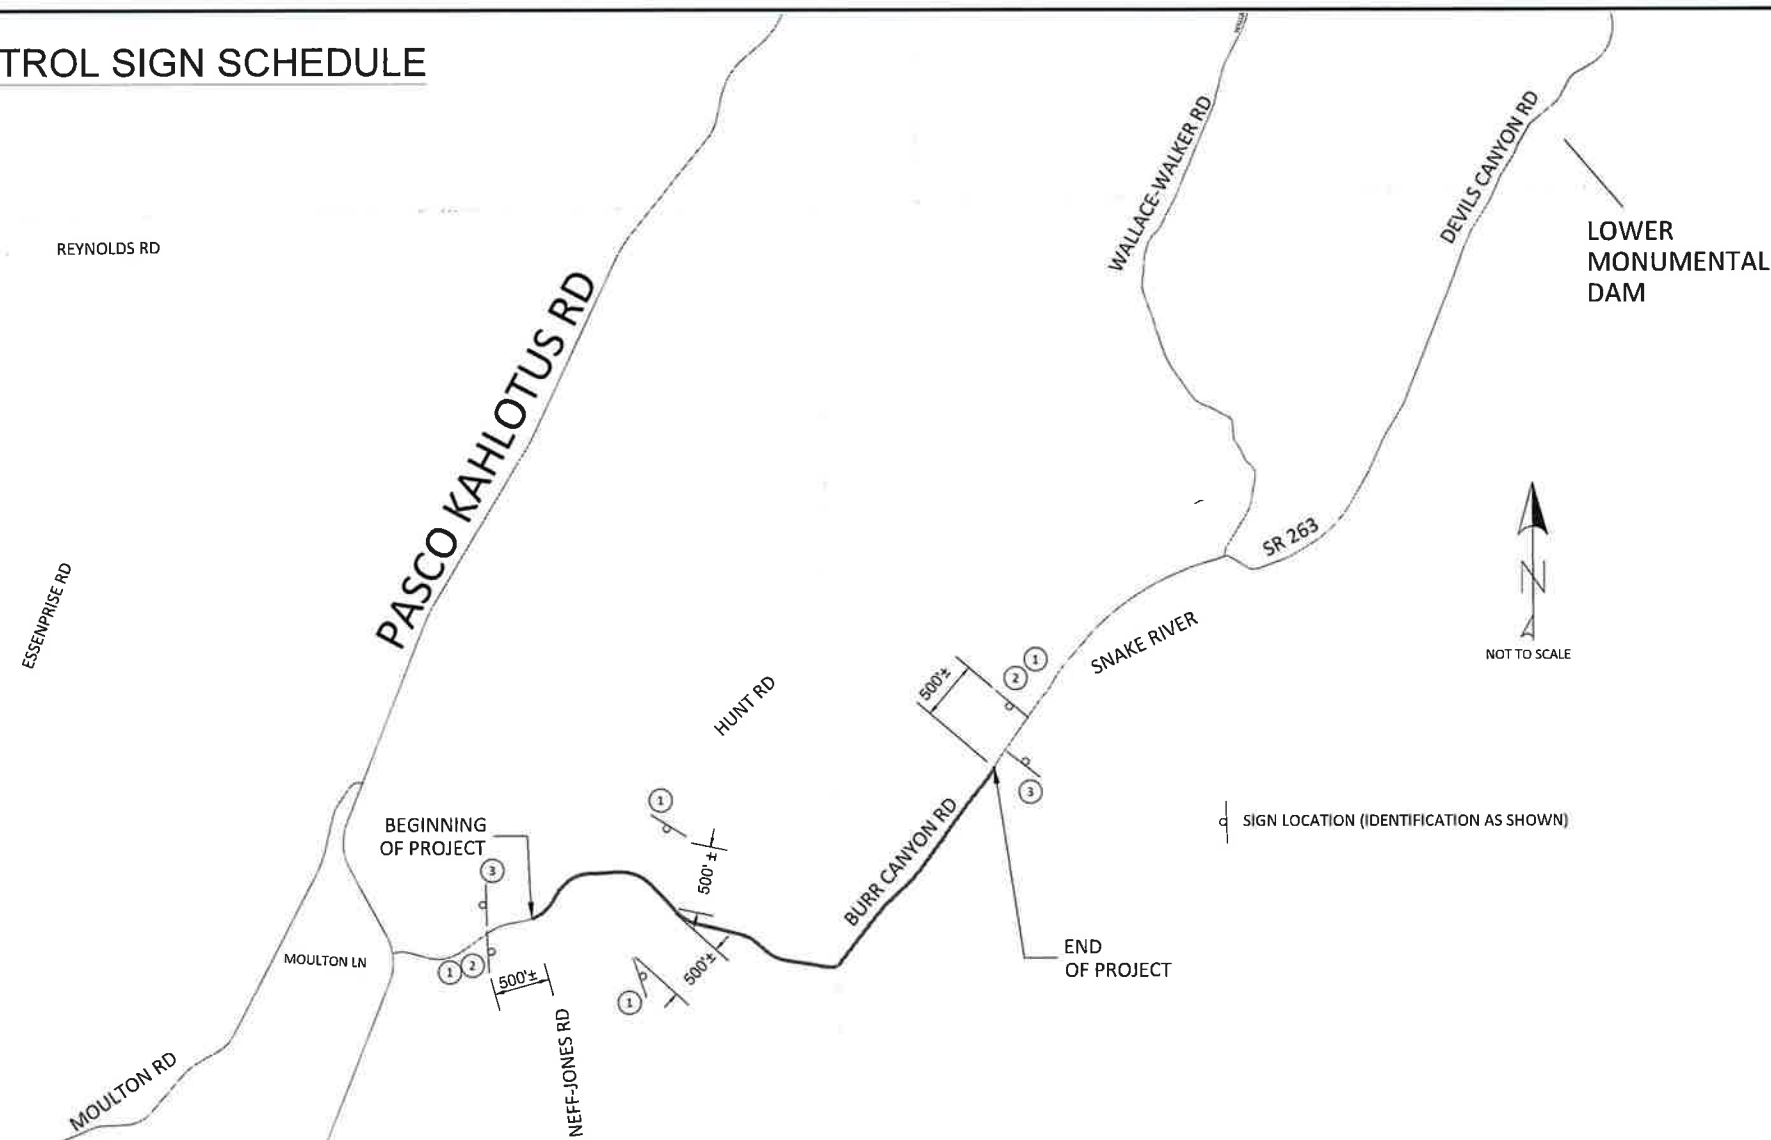 TROL SIGN SCHEDULE
WALLACE-WALKER RD
DEVILS CANYON RD
LOWER
MONUMENTAL
DAM
REYNOLDS RD
PASCO KAHLOTUS RD
ESSENPRISE RD
SR 263
SNAKE RIVER
N
NOT TO SCALE
HUNT RD
500'±
1
2
3
SIGN LOCATION (IDENTIFICATION AS SHOWN)
BURR CANYON RD
BEGINNING
OF PROJECT
3
1
500' ±
500'±
1
END
OF PROJECT
MOULTON LN
1 2
500'±
NEFF-JONES RD
MOULTON RD